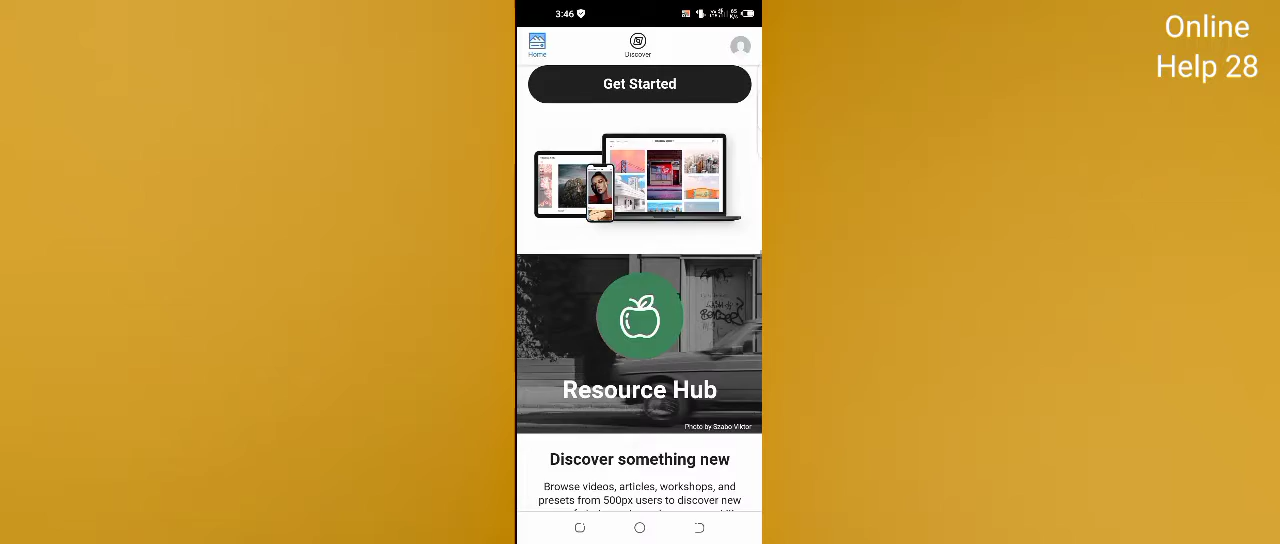 Online
Help 28
3:46
Home
Discover
Get Started
Resource Hub
Photo by Szabo Viktor
Discover something new
Browse videos, articles, workshops, and
presets from 500px users to discover new